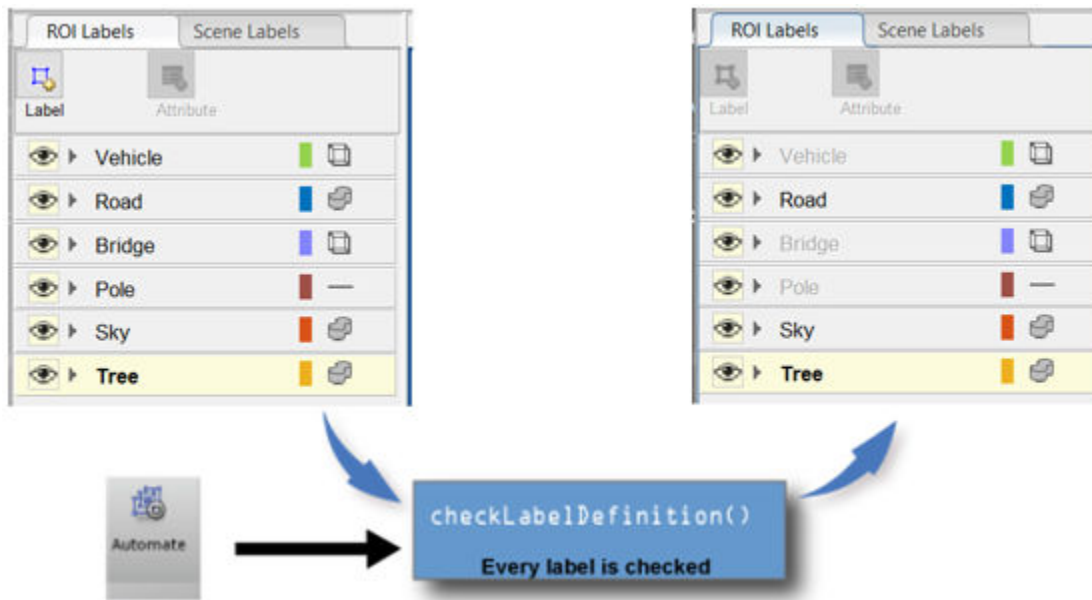 ROI Labels Scene Labels
Label Attribute
Vehicle
Road
Bridge
Pole
Sky
Tree
ROI Labels Scene Labels
Label Attribute
Vehicle
Road
Bridge
Pole
Sky
Tree
Automate
checkLabelDefinition()
Every label is checked